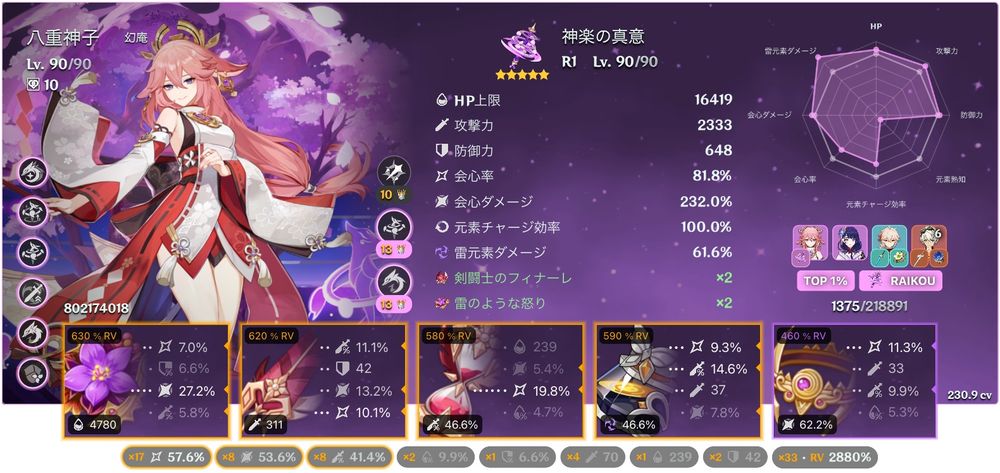 八重神子 幻庵
Lv. 90/90
10
神楽の真意
R1 Lv. 90/90
HP上限 16419
攻撃力 2333
防御力 648
会心率 81.8%
会心ダメージ 232.0%
元素チャージ効率 100.0%
雷元素ダメージ 61.6%
剣闘士のフィナーレ ×2
雷のような怒り ×2
10
13
13
802174018
HP
雷元素ダメージ 攻撃力
会心ダメージ 防御力
会心率 元素熟知
元素チャージ効率
6
TOP 1% RAIKOU
1375/218891
630 % RV
7.0%
6.6%
27.2%
5.8%
4780
620 % RV
11.1%
42
13.2%
10.1%
311
580 % RV
239
5.4%
19.8%
4.7%
46.6%
590 % RV
9.3%
14.6%
37
7.8%
46.6%
460 % RV
11.3%
33
9.9%
5.3%
62.2%
230.9 cv
×17 57.6% ×8 53.6% ×8 41.4% ×2 9.9% ×1 6.6% ×4 70 ×1 239 ×2 42 ×33 • RV 2880%